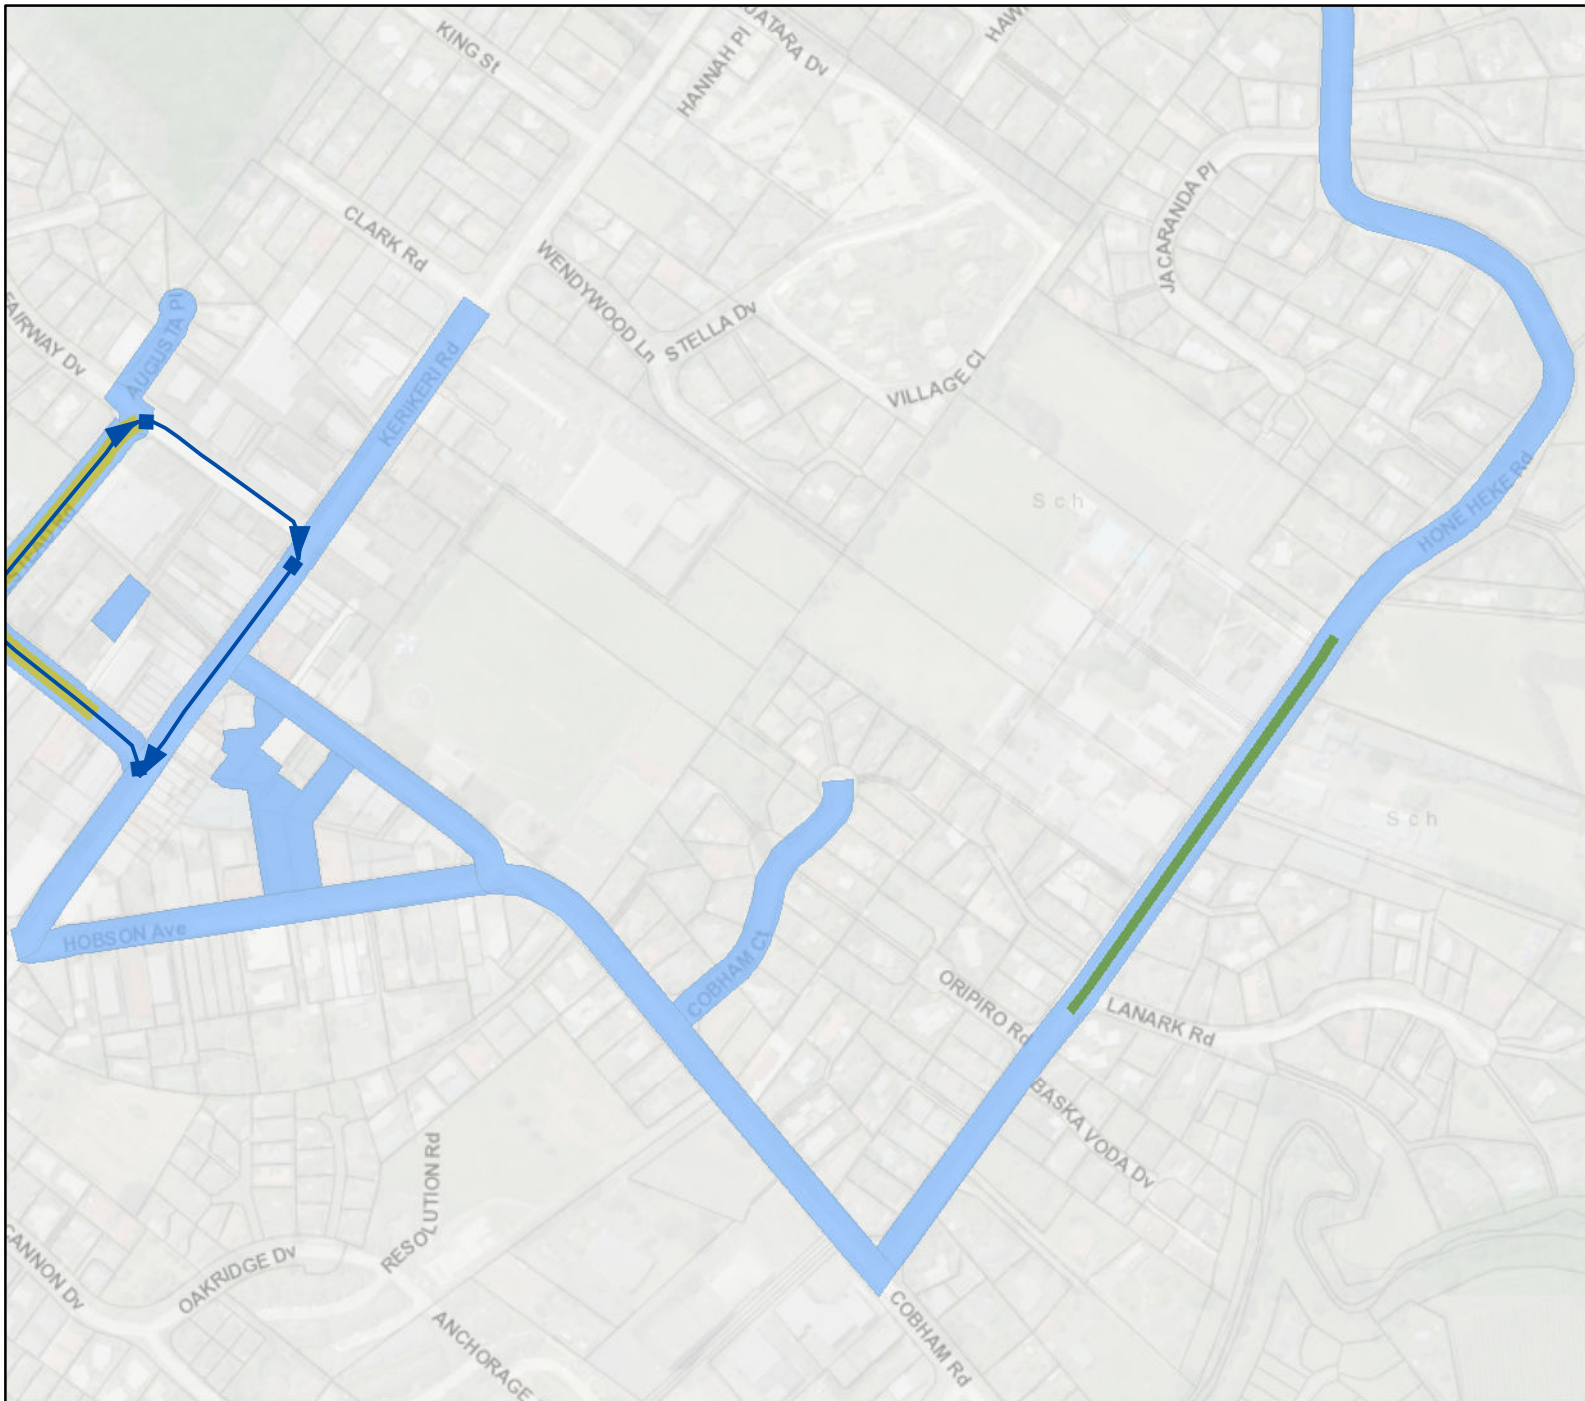 KING St
HANNAH Pl
UATARA Dv
HAW
CLARK Rd
WENDYWOOD Ln
JACARANDA Pl
FAIRWAY Dv
AUGUSTA Pl
STELLA Dv
KERIKERI Rd
VILLAGE Cl
Sch
HONE HEKE Rd
Sch
HOBSON Ave
COBHAM Ct
ORIPIRO Rd
LANARK Rd
BASKA VODA Dv
RESOLUTION Rd
CANNON Dv
OAKRIDGE Dv
ANCHORAGE
COBHAM Rd